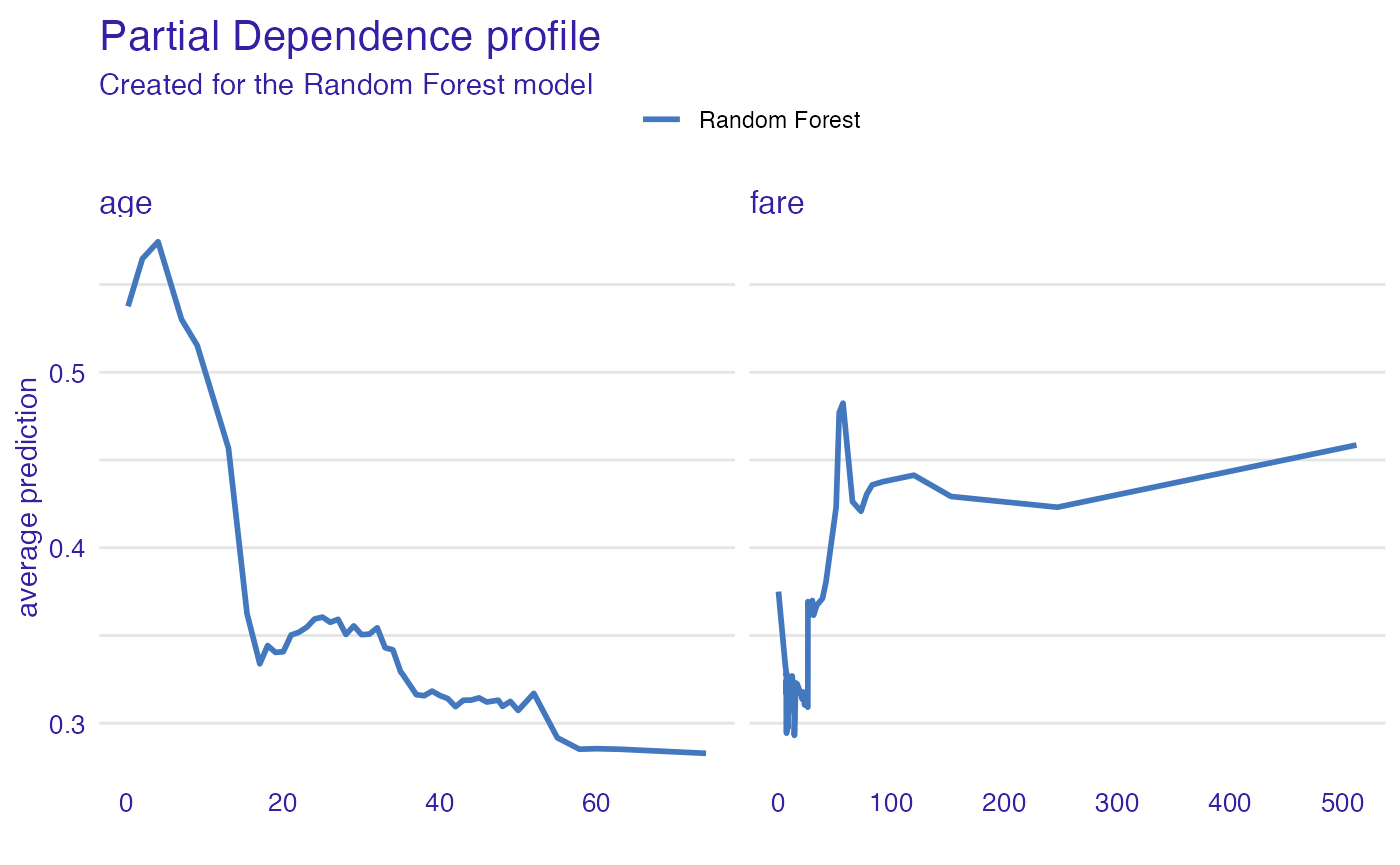 Partial Dependence profile
Created for the Random Forest model
Random Forest
age
fare
average prediction
0.5
0.4
0.3
0 20 40 60
0 100 200 300 400 500